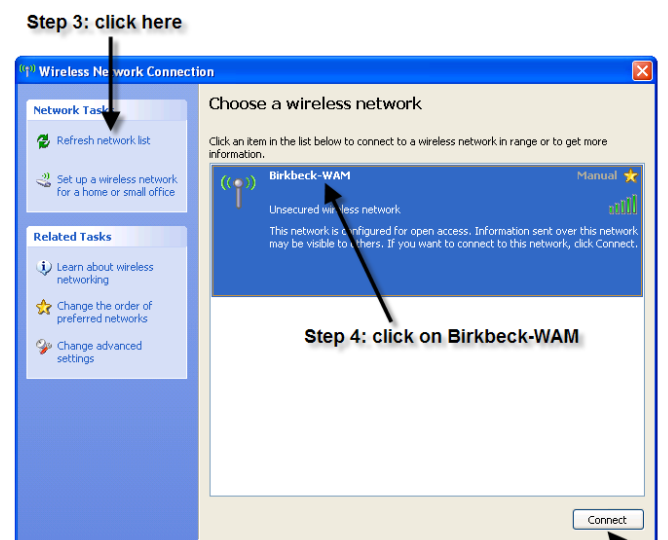 Step 3: click here
Wireless Network Connection
Network Tasks
Refresh network list
Set up a wireless network
for a home or small office
Related Tasks
Learn about wireless
networking
Change the order of
preferred networks
Change advanced
settings
Choose a wireless network
Click an item in the list below to connect to a wireless network in range or to get more
information.
Birkbeck-WAM
Manual
Unsecured wireless network
This network is configured for open access. Information sent over this network
may be visible to others. If you want to connect to this network, click Connect.
Step 4: click on Birkbeck-WAM
Connect